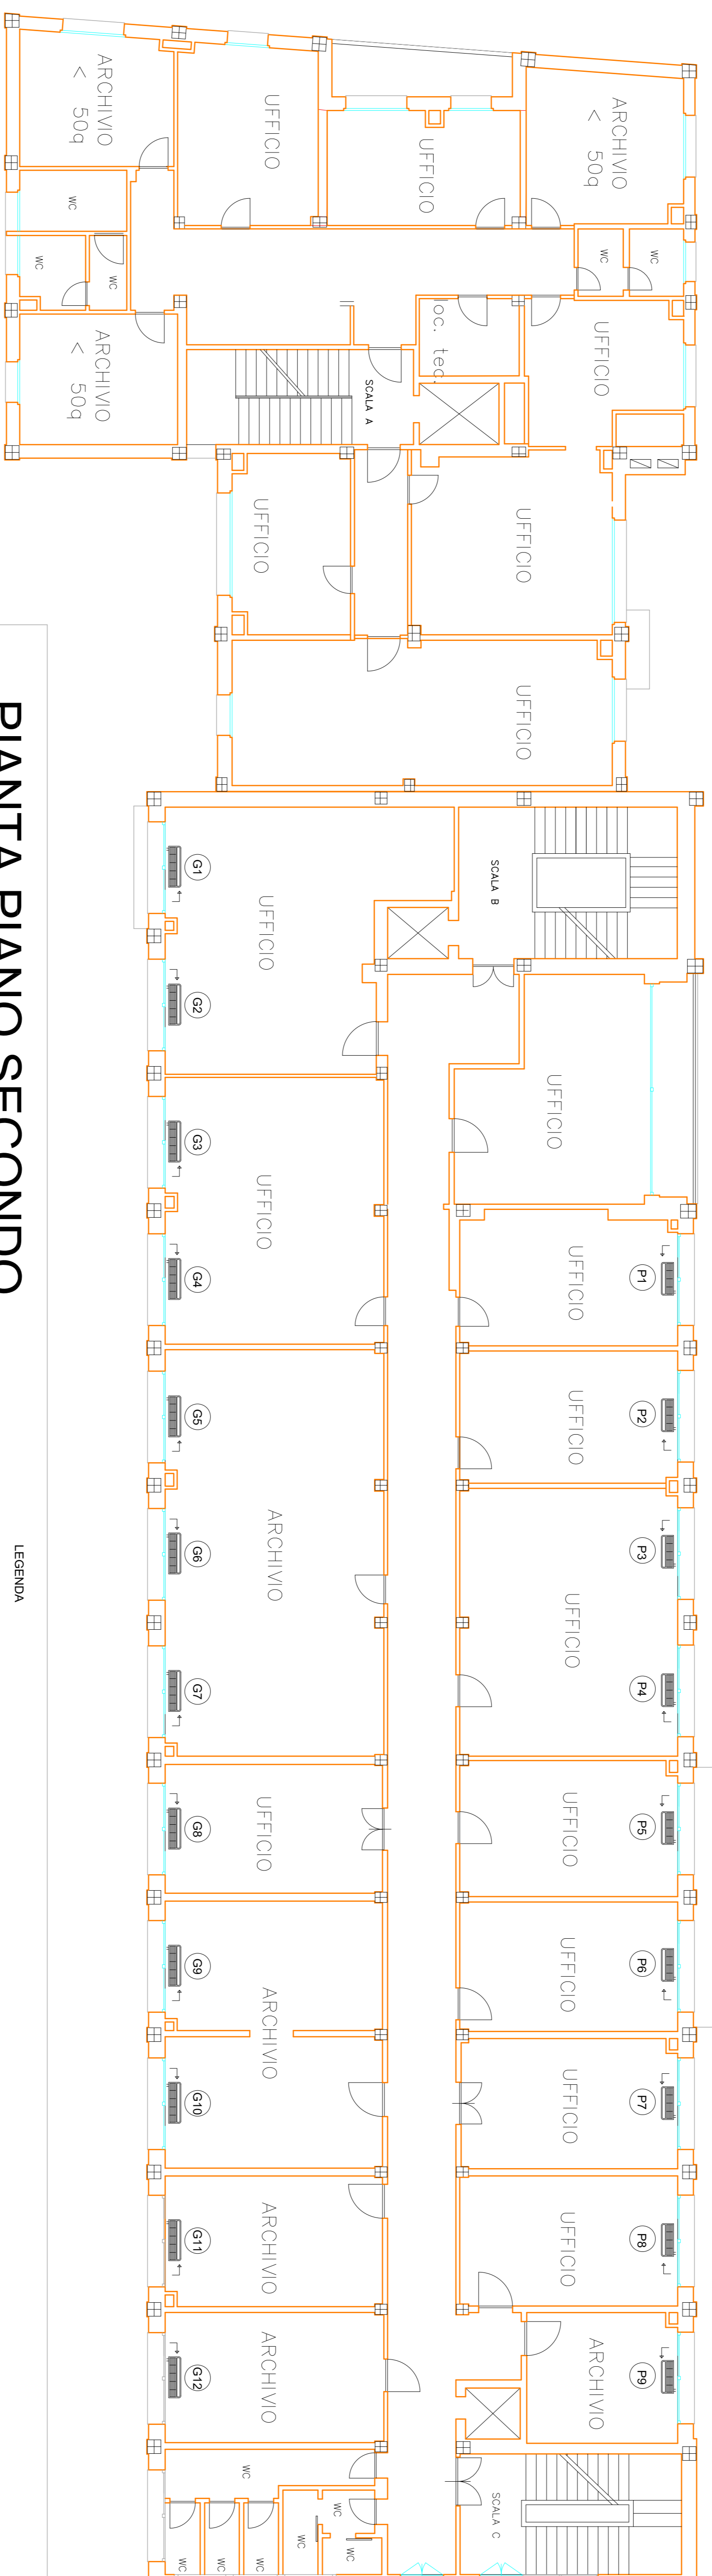 ARCHIVIO
< 50q
UFFICIO
UFFICIO
ARCHIVIO
< 50q
WC
WC
WC
WC
WC
ARCHIVIO
< 50q
loc. tec.
UFFICIO
SCALA A
UFFICIO
UFFICIO
UFFICIO
SCALA B
G1
UFFICIO
G2
UFFICIO
G3
UFFICIO
G4
P1
UFFICIO
P2
UFFICIO
G5
ARCHIVIO
G6
G7
P3
UFFICIO
P4
G8
UFFICIO
P5
UFFICIO
G9
ARCHIVIO
G10
P6
UFFICIO
P7
UFFICIO
G11
ARCHIVIO
P8
UFFICIO
G12
ARCHIVIO
P9
ARCHIVIO
WC
WC
WC
WC
WC
WC
WC
SCALA C
PIANTA PIANO SECONDO
LEGENDA